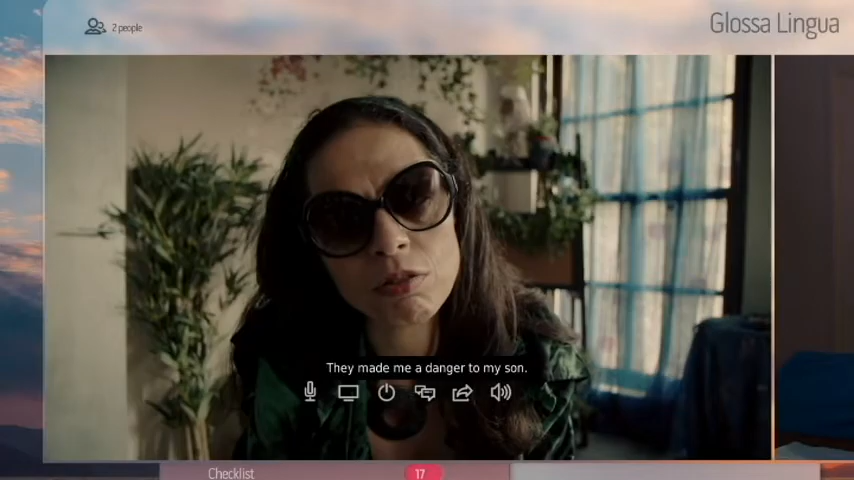 2 people
Glossa Lingua
They made me a danger to my son.
Checklist
17